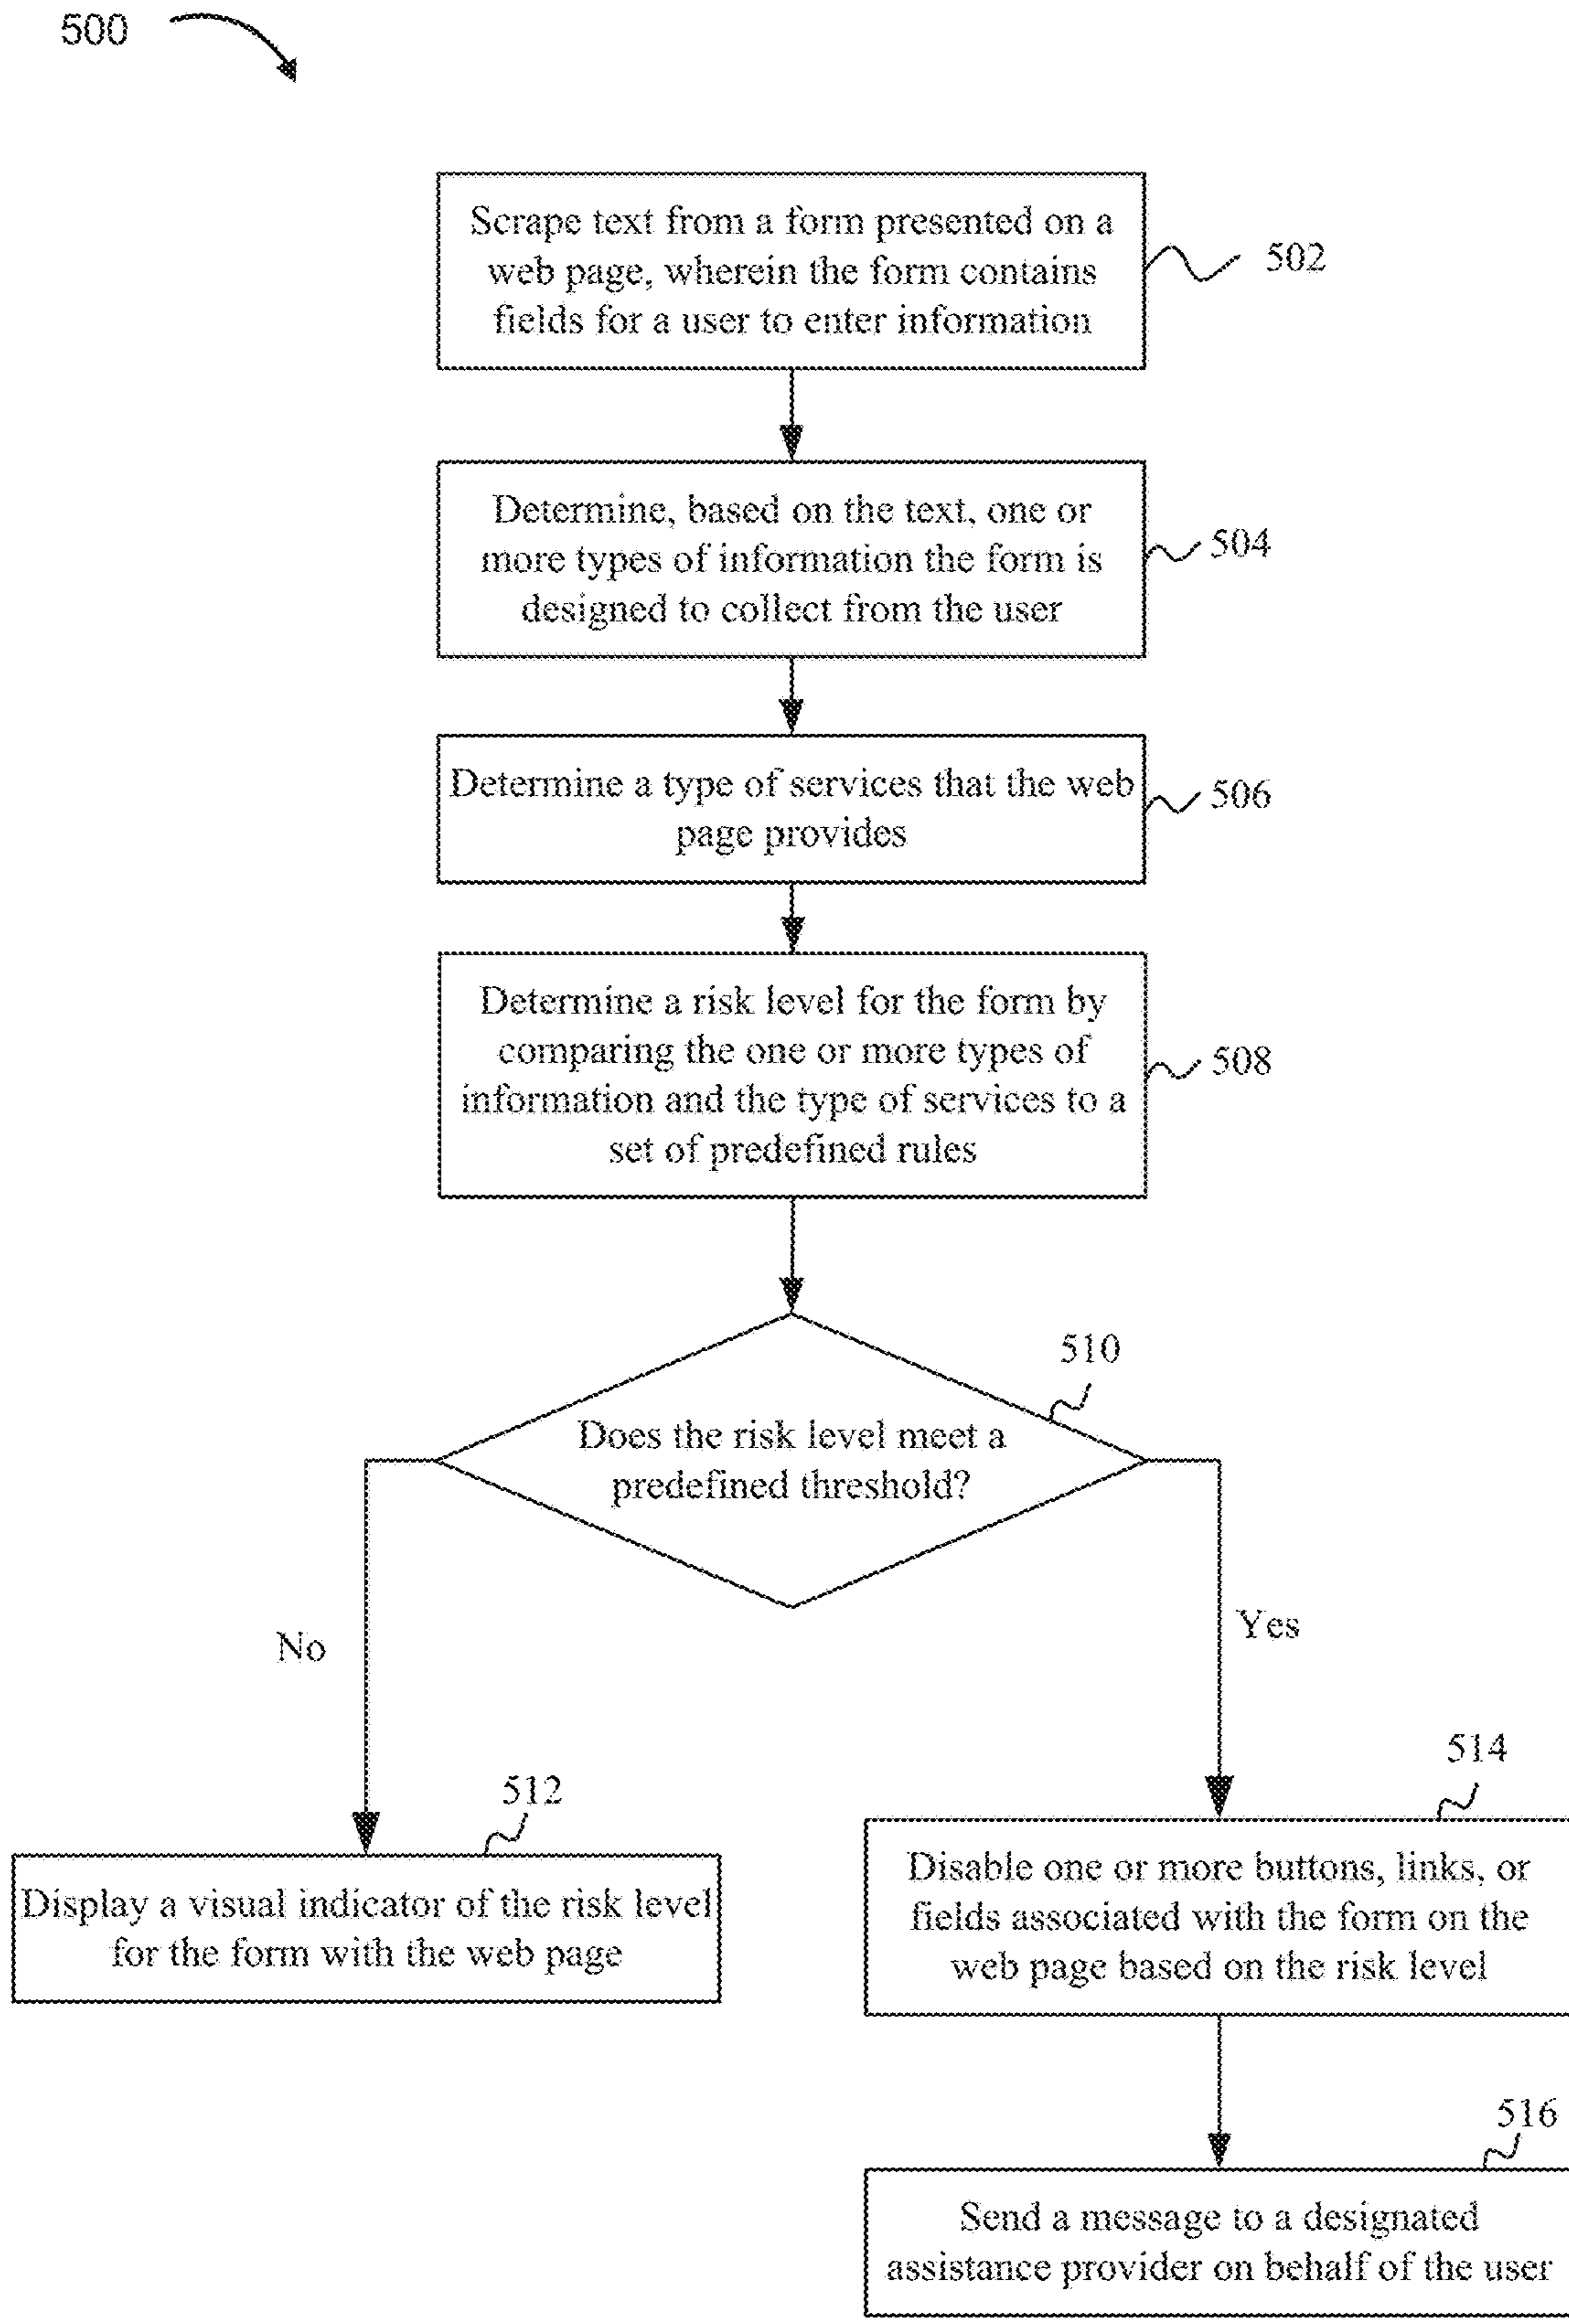 500
Scrape text from a form presented on a
web page, wherein the form contains
fields for a user to enter information
502
Determine, based on the text, one or
more types of information the form is
designed to collect from the user
504
Determine a type of services that the web
page provides
506
Determine a risk level for the form by
comparing the one or more types of
information and the type of services to a
set of predefined rules
508
510
Does the risk level meet a
predefined threshold?
No
Yes
512
Display a visual indicator of the risk level
for the form with the web page
514
Disable one or more buttons, links, or
fields associated with the form on the
web page based on the risk level
516
Send a message to a designated
assistance provider on behalf of the user